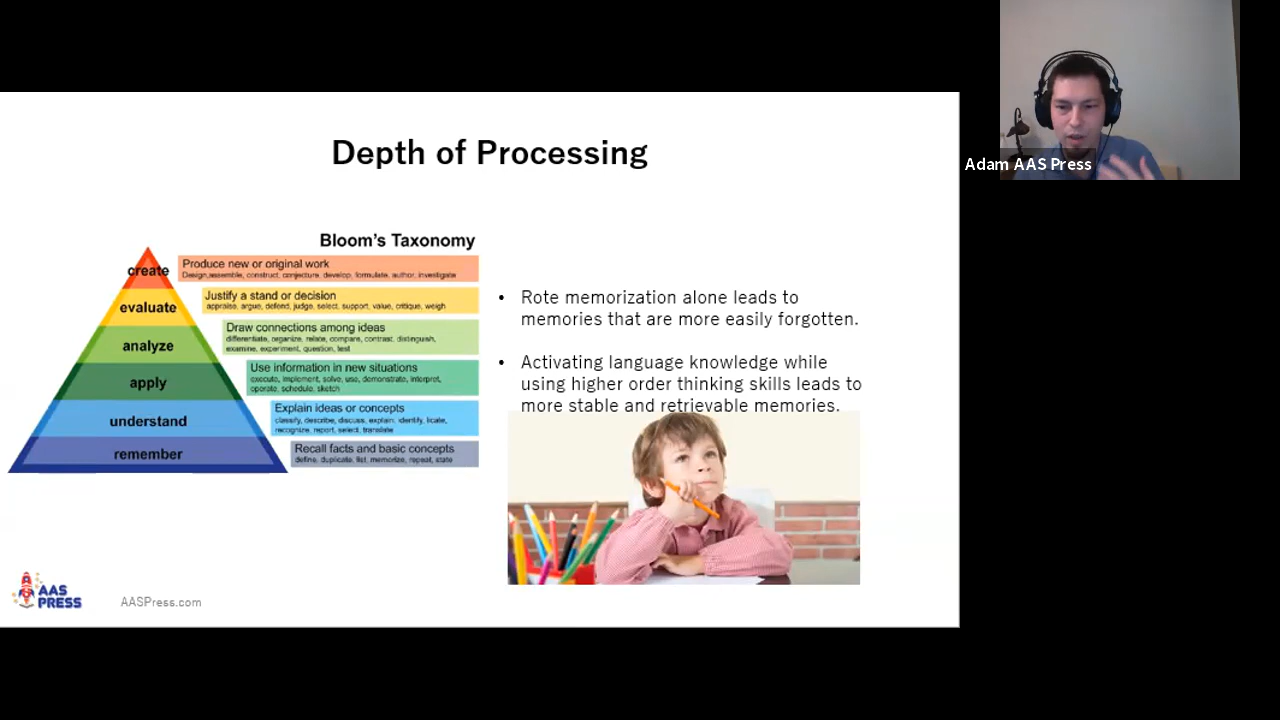 Depth of Processing
Bloom's Taxonomy
create
Produce new or original work
Design, assemble, construct, conjecture, develop, formulate, author, investigate
evaluate
Justify a stand or decision
appraise, argue, defend, judge, select, support, value, critique, weigh
analyze
Draw connections among ideas
differentiate, organize, relate, compare, contrast, distinguish,
examine, experiment, question, test
apply
Use information in new situations
execute, implement, solve, use, demonstrate, interpret,
operate, schedule, sketch
understand
Explain ideas or concepts
classify, describe, discuss, explain, identify, locate,
recognize, report, select, translate
remember
Recall facts and basic concepts
define, duplicate, list, memorize, repeat, state
• Rote memorization alone leads to
memories that are more easily forgotten.
• Activating language knowledge while
using higher order thinking skills leads to
more stable and retrievable memories.
AAS
PRESS
AASPress.com
Adam AAS Press